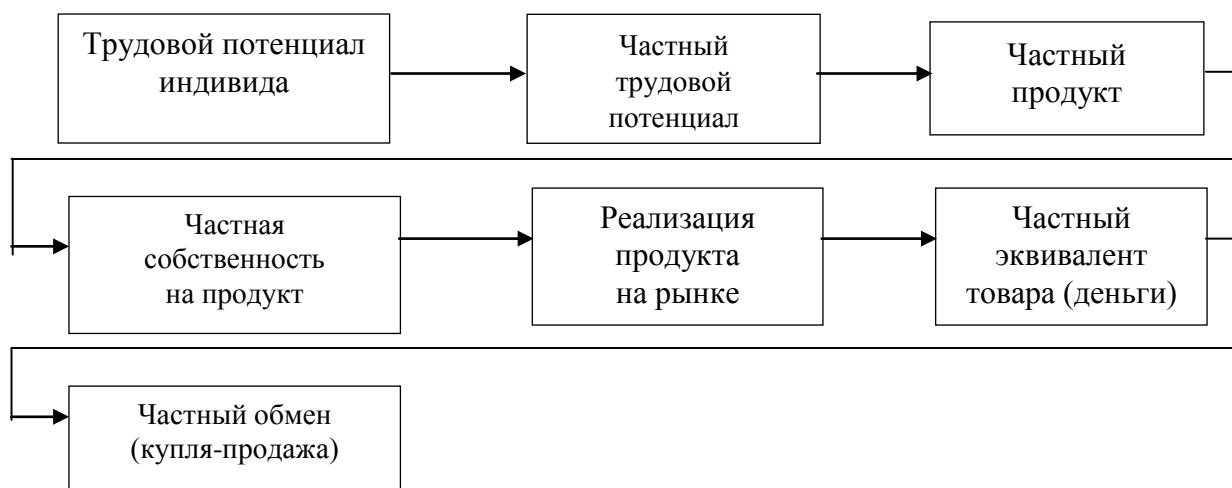 Трудовой потенциал
индивида
Частный
трудовой
потенциал
Частный
продукт
Частная
собственность
на продукт
Реализация
продукта
на рынке
Частный
эквивалент
товара (деньги)
Частный обмен
(купля-продажа)